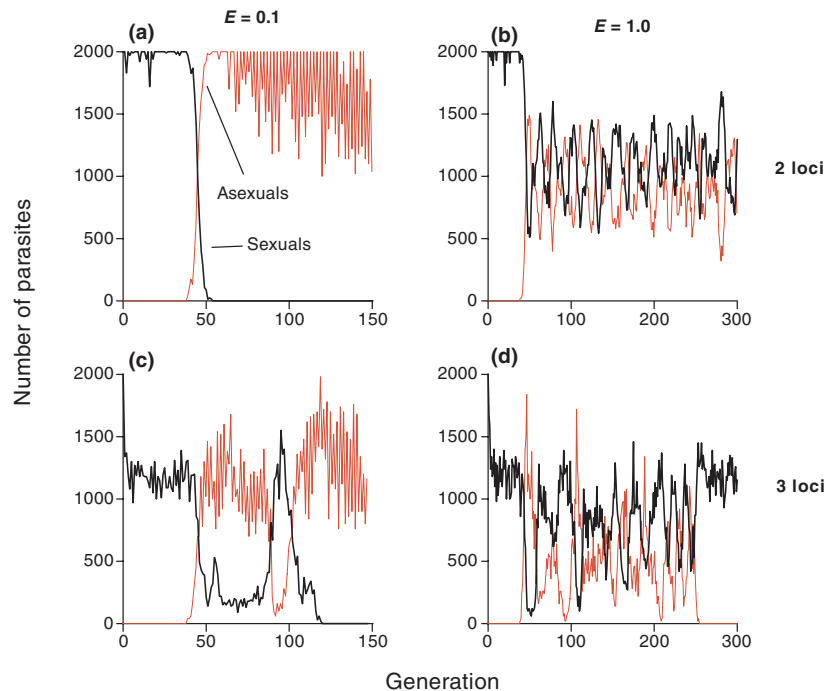 E = 0.1
E = 1.0
(a)
2000
1500
1000
500
0
0 50 100 150
Asexuals
Sexuals
(b)
2000
1500
1000
500
0
0 100 200 300
2 loci
(c)
2000
1500
1000
500
0
0 50 100 150
(d)
2000
1500
1000
500
0
0 100 200 300
3 loci
Number of parasites
Generation